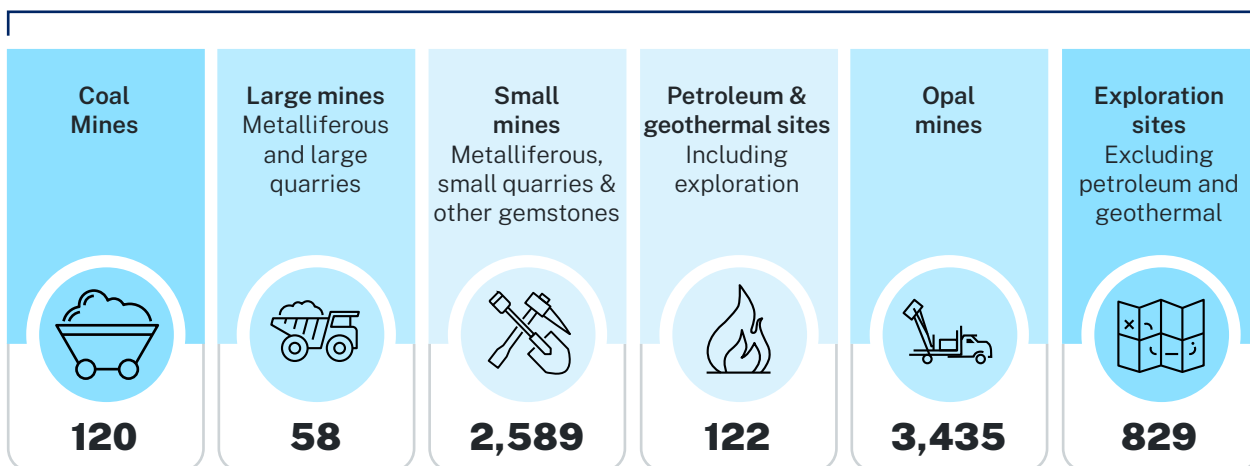 Coal
Mines
120
Large mines
Metalliferous
and large
quarries
58
Small
mines
Metalliferous,
small quarries &
other gemstones
2,589
Petroleum &
geothermal sites
Including
exploration
122
Opal
mines
3,435
Exploration
sites
Excluding
petroleum and
geothermal
829